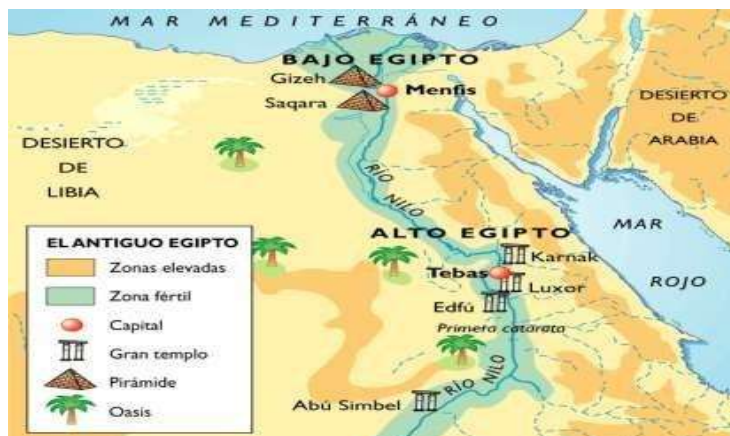 MAR MEDITERRÁNEO
BAJO EGIPTO
Gizeh
Menfis
Saqara
DESIERTO
DE
ARABIA
DESIERTO
DE
LIBIA
RÍO
NILO
MAR
ROJO
ALTO EGIPTO
Karnak
Tebas
Luxor
Edfú
Primera catarata
RÍO
NILO
Abú Simbel
EL ANTIGUO EGIPTO
Zonas elevadas
Zona fértil
Capital
Gran templo
Pirámide
Oasis